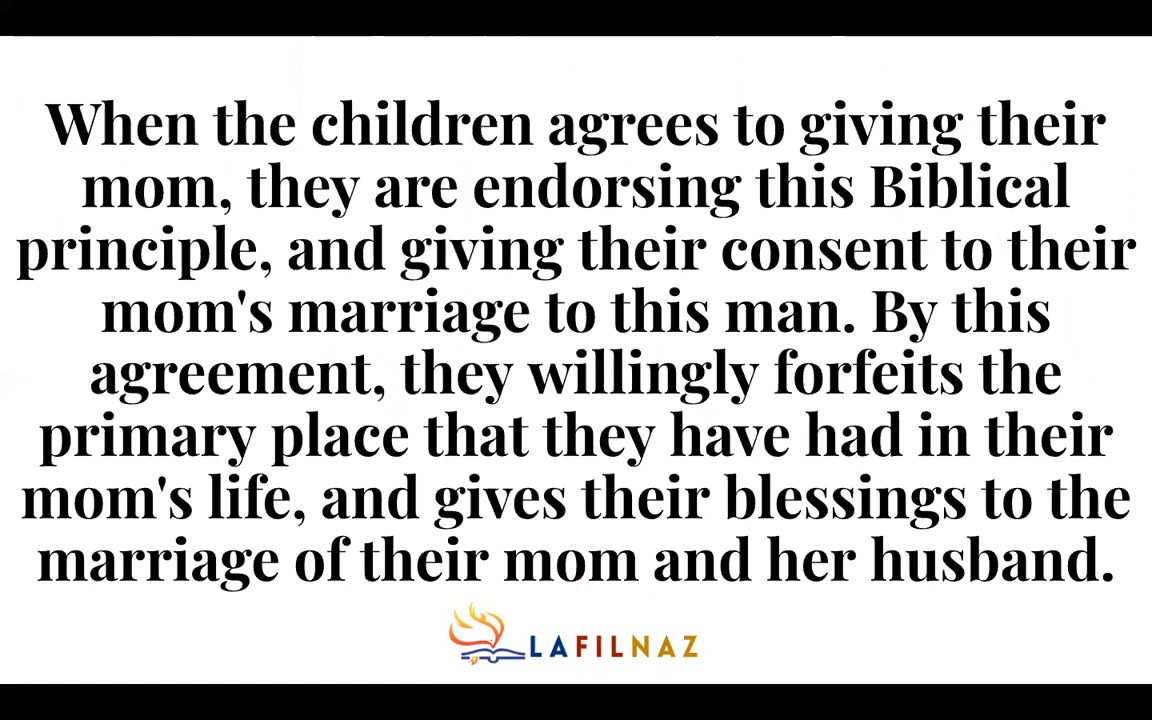 When the children agrees to giving their
mom, they are endorsing this Biblical
principle, and giving their consent to their
mom's marriage to this man. By this
agreement, they willingly forfeits the
primary place that they have had in their
mom's life, and gives their blessings to the
marriage of their mom and her husband.
LAFILNAZ